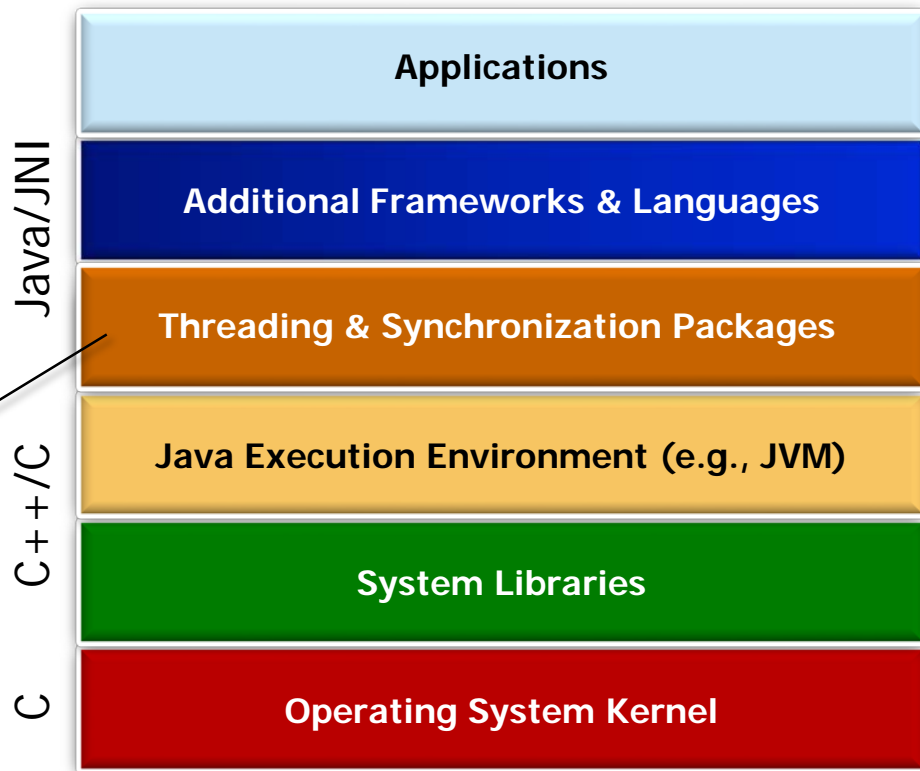 Applications
Java/JNI
Additional Frameworks & Languages
Threading & Synchronization Packages
C++/C
Java Execution Environment (e.g., JVM)
System Libraries
C
Operating System Kernel